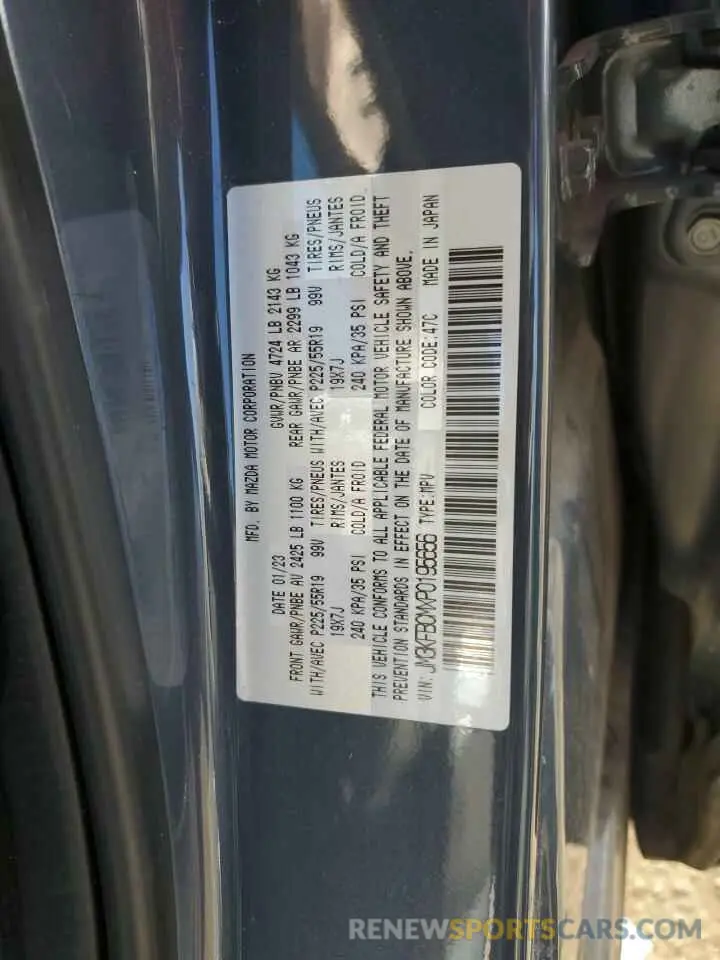 MFD. BY MAZDA MOTOR CORPORATION
DATE 01/23 GVWR/PNBV 4724 LB 2143 KG
FRONT GAWR/PNBE AV 2425 LB 1100 KG REAR GAWR/PNBE AR 2299 LB 1043 KG
WITH/AVEC P225/55R19 99V TIRES/PNEUS WITH/AVEC P225/55R19 99V TIRES/PNEUS
19X7J RIMS/JANTES 19X7J RIMS/JANTES
240 KPA/35 PSI COLD/A FROID 240 KPA/35 PSI COLD/A FROID
THIS VEHICLE CONFORMS TO ALL APPLICABLE FEDERAL MOTOR VEHICLE SAFETY AND THEFT
PREVENTION STANDARDS IN EFFECT ON THE DATE OF MANUFACTURE SHOWN ABOVE.
VIN: JM3KFBCMXP0195656 TYPE:MPV COLOR CODE:47C MADE IN JAPAN
RENEWSPORTSCARS.COM